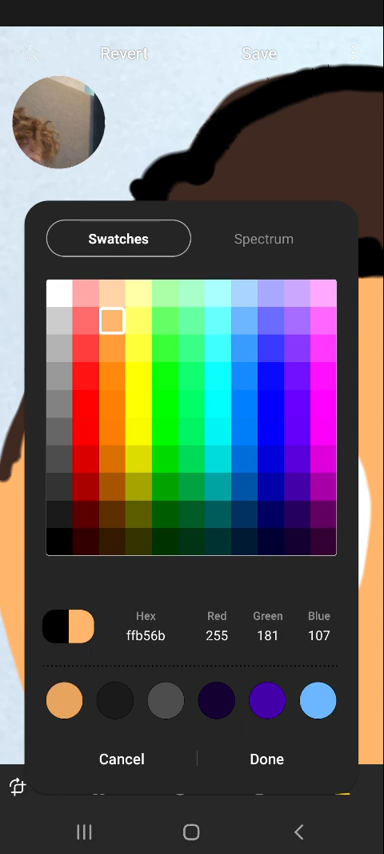 Revert Save
Swatches Spectrum
Hex Red Green Blue
ffb56b 255 181 107
Cancel Done